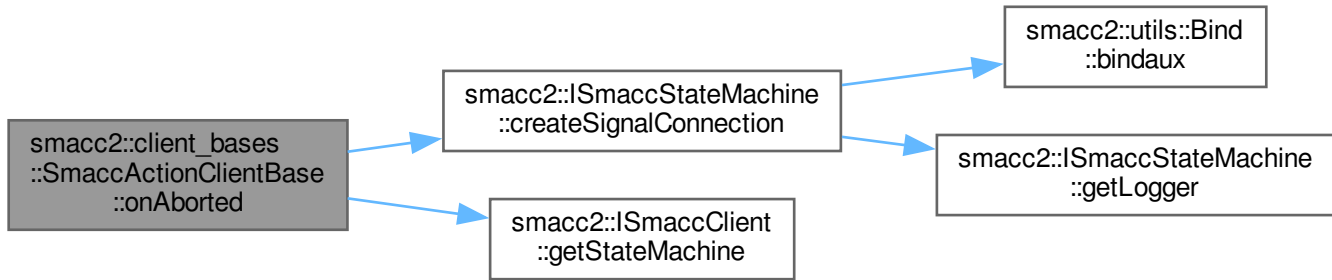 smacc2::client_bases
::SmaccActionClientBase
::onAborted
smacc2::ISmaccStateMachine
::createSignalConnection
smacc2::utils::Bind
::bindaux
smacc2::ISmaccStateMachine
::getLogger
smacc2::ISmaccClient
::getStateMachine